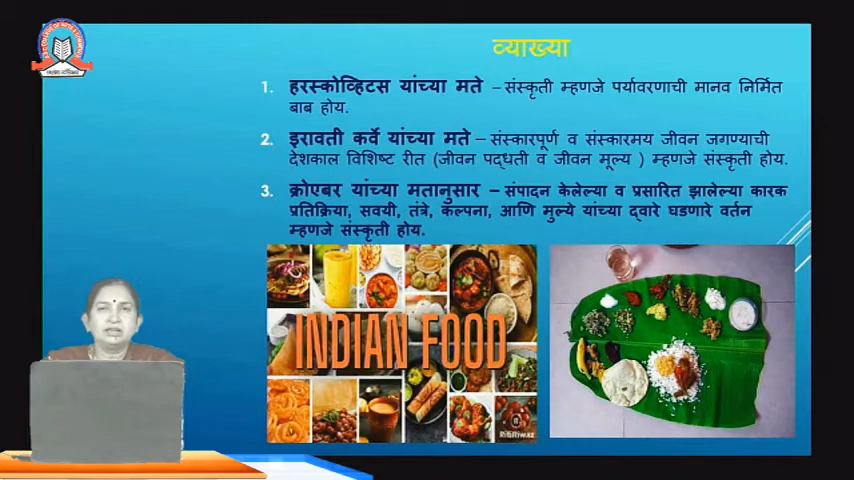 व्याख्या
1. हरस्कोव्हिटस यांच्या मते – संस्कृती म्हणजे पर्यावरणाची मानव निर्मित
बाब होय.
2. इरावती कर्वे यांच्या मते – संस्कारपूर्ण व संस्कारमय जीवन जगण्याची
देशकाल विशिष्ट रीत (जीवन पद्धती व जीवन मूल्य ) म्हणजे संस्कृती होय.
3. क्रोएबर यांच्या मतानुसार – संपादन केलेल्या व प्रसारित झालेल्या कारक
प्रतिक्रिया, सवयी, तंत्रे, कल्पना, आणि मुल्ये यांच्या द्वारे घडणारे वर्तन
म्हणजे संस्कृती होय.
INDIAN FOOD
RitiRiwaz